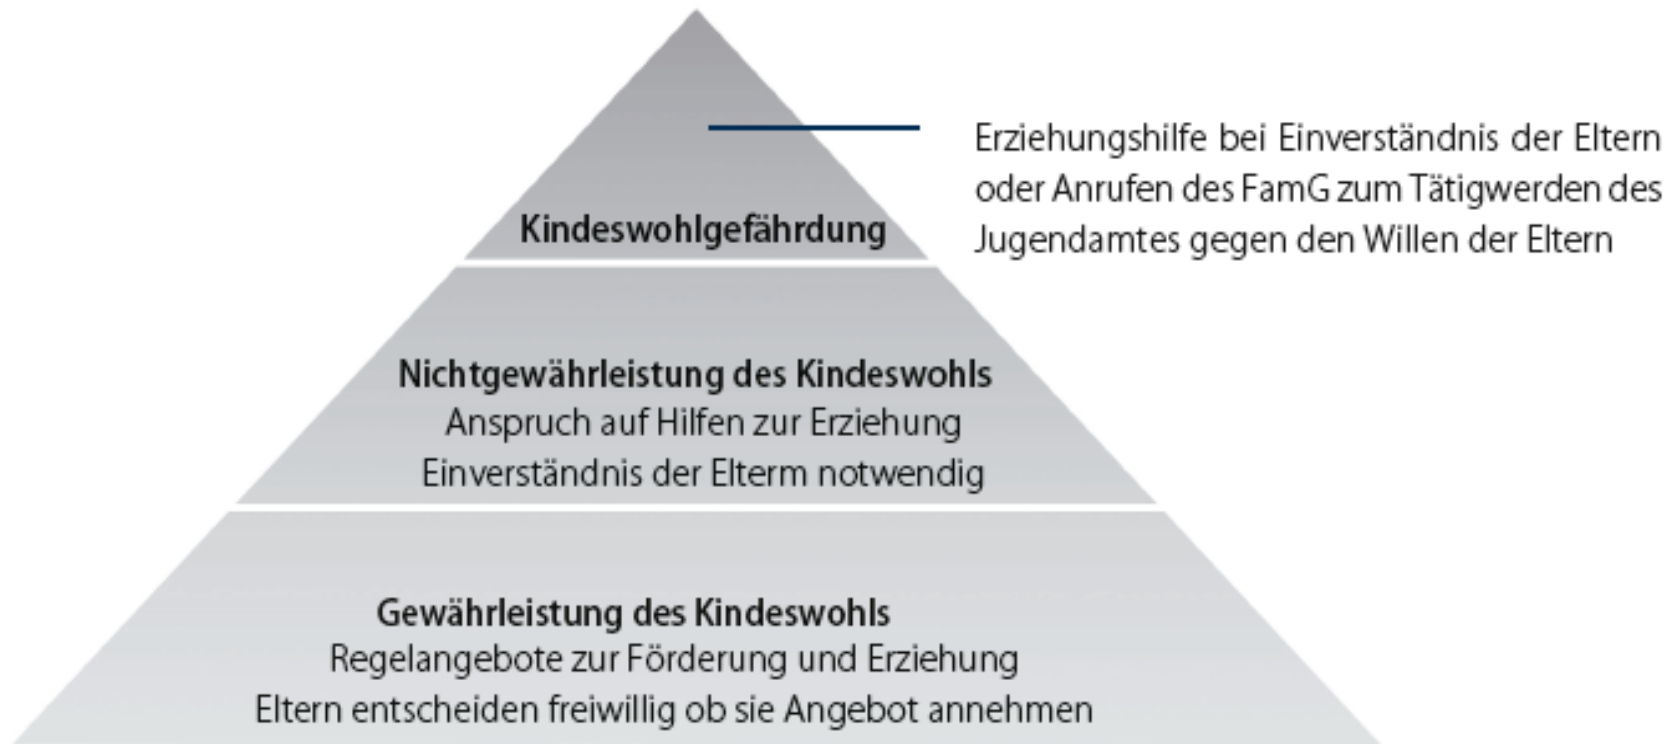 Erziehungshilfe bei Einverständnis der Eltern
oder Anrufen des FamG zum Tätigwerden des
Jugendamtes gegen den Willen der Eltern
Kindeswohlgefährdung
Nichtgewährleistung des Kindeswohls
Anspruch auf Hilfen zur Erziehung
Einverständnis der Elterm notwendig
Gewährleistung des Kindeswohls
Regelangebote zur Förderung und Erziehung
Eltern entscheiden freiwillig ob sie Angebot annehmen